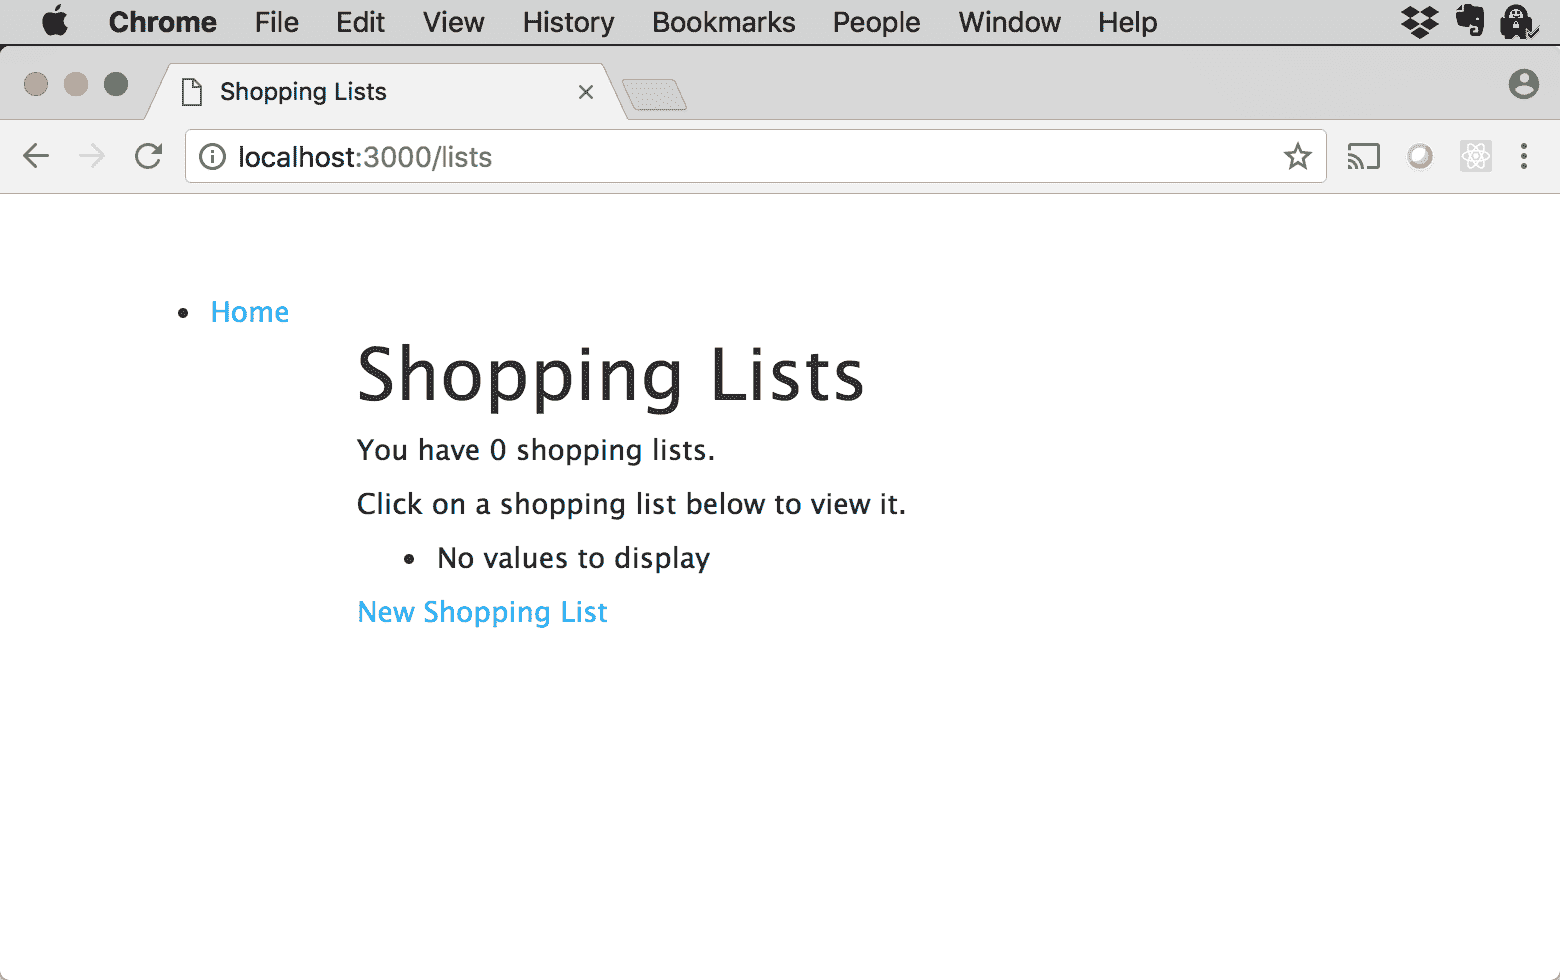 Chrome File Edit View History Bookmarks People Window Help
Shopping Lists
localhost:3000/lists
Home
Shopping Lists
You have 0 shopping lists.
Click on a shopping list below to view it.
No values to display
New Shopping List